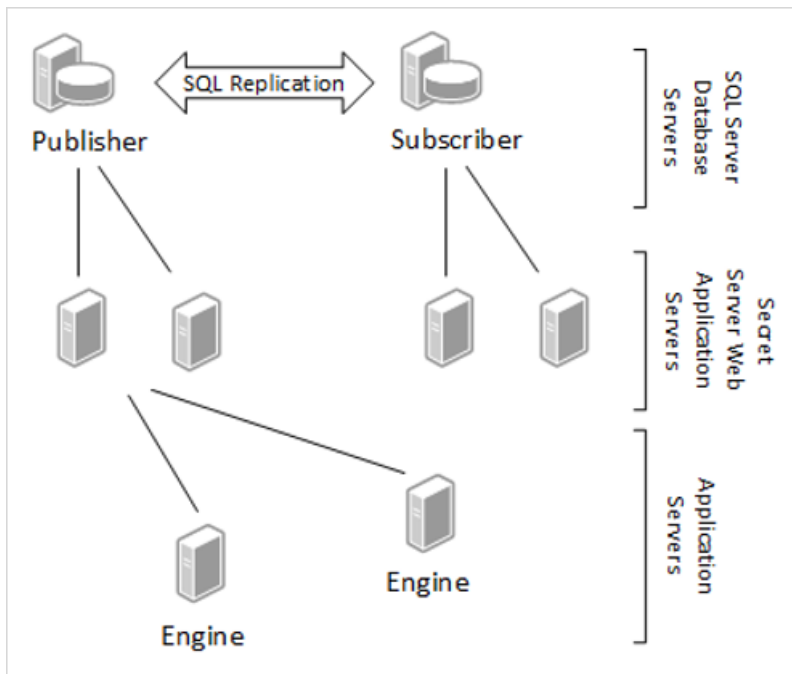 SQL Replication
Publisher
Subscriber
SQL Server
Database
Servers
Secret
Server Web
Application
Servers
Engine
Engine
Application
Servers